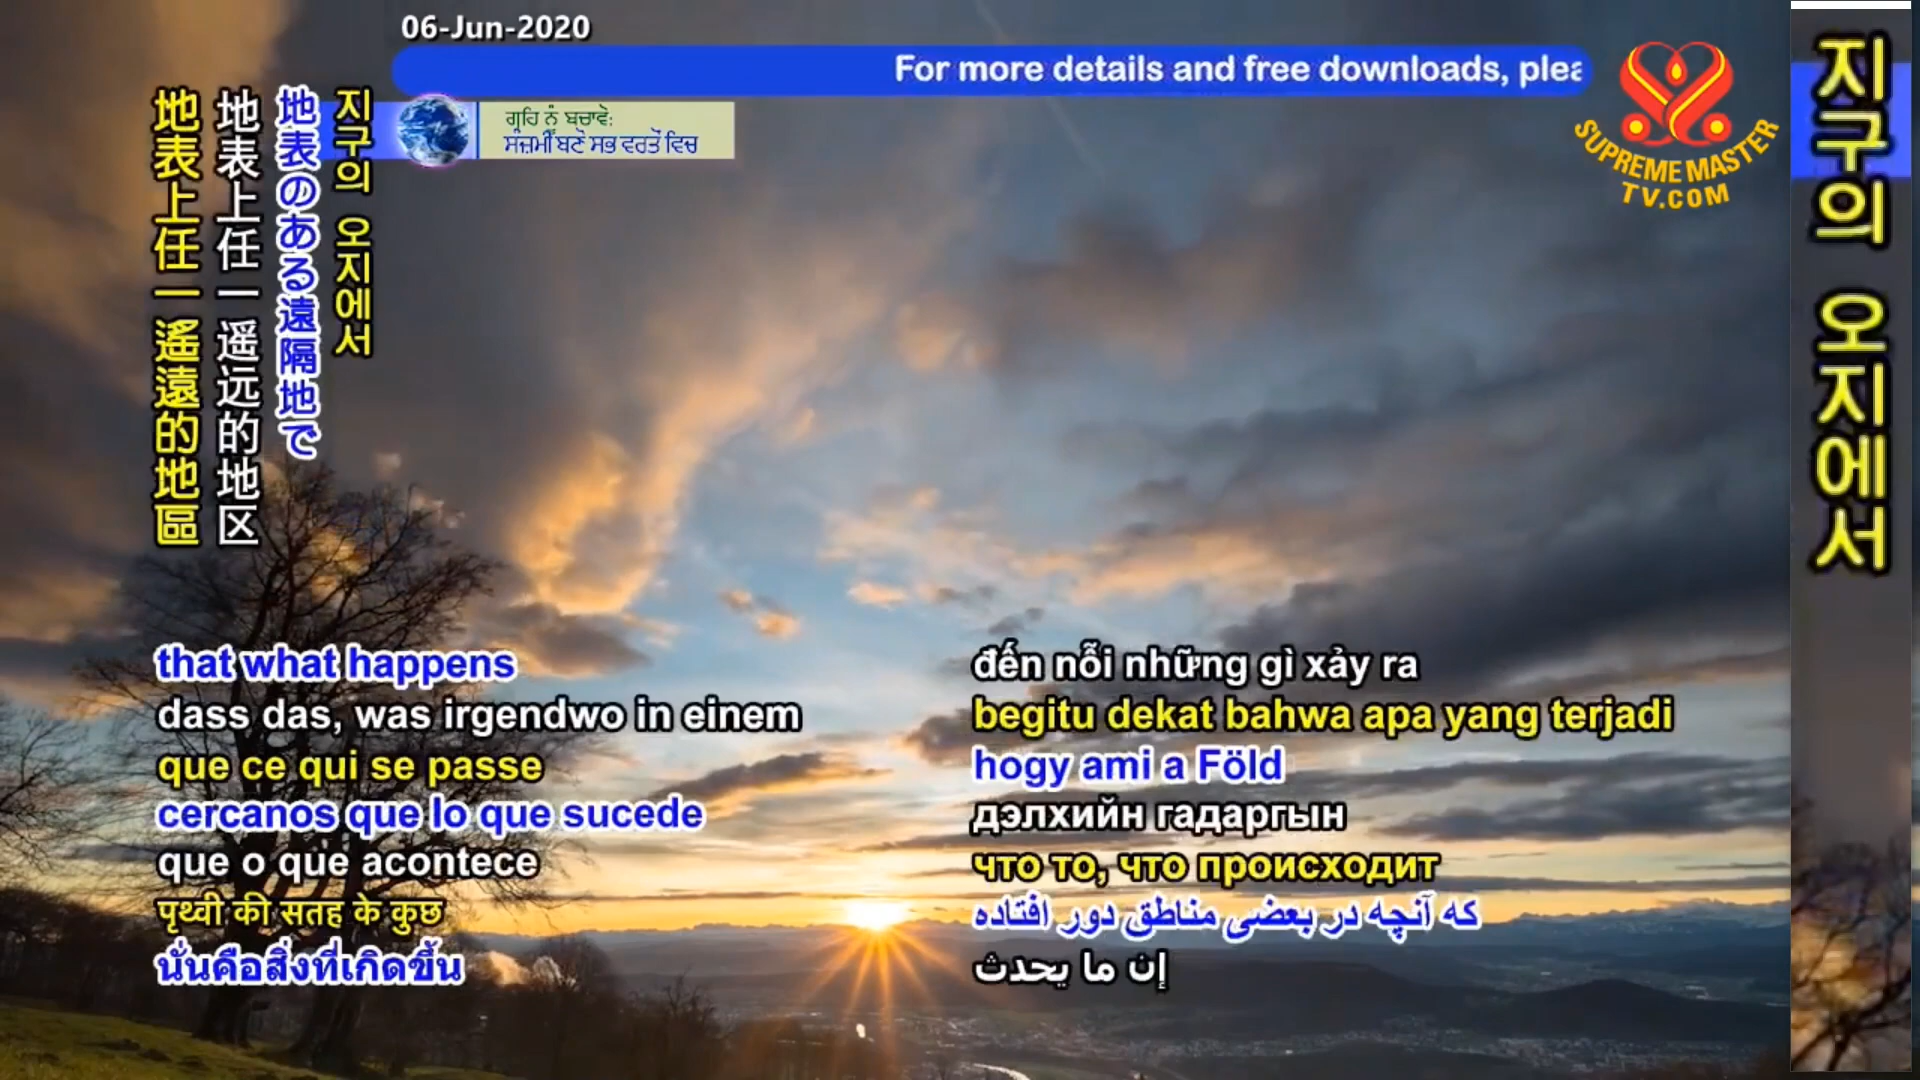 06-Jun-2020
For more details and free downloads, plea
ਗ੍ਰਹਿ ਨੂੰ ਬਚਾਵੋ:
ਸੰਜ਼ਮੀ ਬਣੋ ਸਭ ਵਰਤੋਂ ਵਿਚ
SUPREME MASTER
TV.COM
지구의 오지에서
지구의 오지에서
地表のある遠隔地で
地表上任一遥远的地区
地表上任一遙遠的地區
that what happens
dass das, was irgendwo in einem
que ce qui se passe
cercanos que lo que sucede
que o que acontece
पृथ्वी की सतह के कुछ
นั่นคือสิ่งที่เกิดขึ้น
đến nỗi những gì xảy ra
begitu dekat bahwa apa yang terjadi
hogy ami a Föld
дэлхийн гадаргын
что то, что происходит
که آنچه در بعضی مناطق دور افتاده
إن ما يحدث